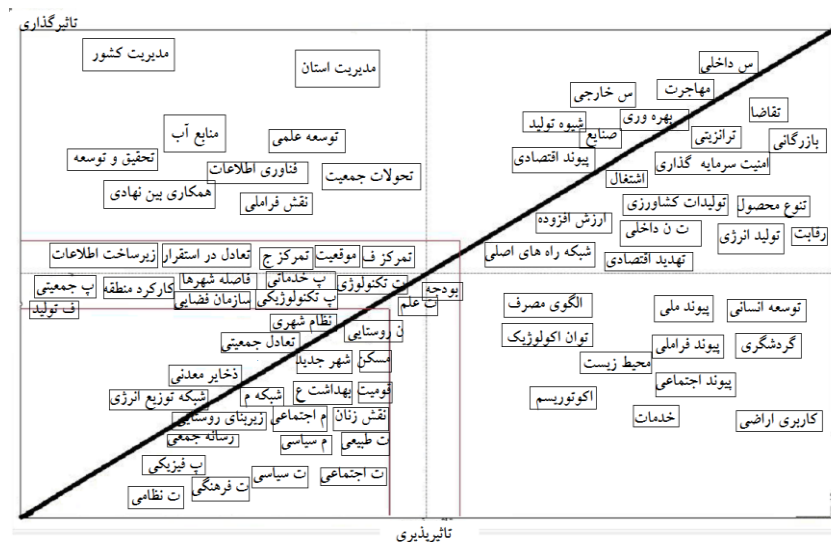 تاثیرگذاری
مدیریت کشور
مدیریت استان
س داخلی
مهاجرت
س خارجی
تقاضا
بهره وری
شیوه تولید
منابع آب
توسعه علمی
صنایع
ترانزیتی
بازرگانی
تحقیق و توسعه
فناوری اطلاعات
تحولات جمعیت
پیوند اقتصادی
امنیت سرمایه گذاری
اشتغال
همکاری بین نهادی
نقش فراملی
تولیدات کشاورزی
تنوع محصول
ارزش افزوده
ت ن داخلی
تولید انرژی
رقابت
زیرساخت اطلاعات
تعادل در استقرار
تمرکز ج
موقعیت
تمرکز ف
شبکه راه های اصلی
تهدید اقتصادی
پ جمعیتی
کارکرد منطقه
فاصله شهرها
پ خدماتی
ت تکنولوژی
بودجه
ف تولید
سازمان فضایی
پ تکنولوژیکی
ت علم
الگوی مصرف
پیوند ملی
توسعه انسانی
نظام شهری
ن روستایی
توان اکولوژیک
تعادل جمعیتی
پیوند فراملی
گردشگری
شهر جدید
مسکن
محیط زیست
ذخایر معدنی
پیوند اجتماعی
شبکه توزیع انرژی
شبکه م
بهداشت ع
قومیت
اکوتوریسم
زیربنای روستایی
م اجتماعی
نقش زنان
خدمات
کاربری اراضی
رسانه جمعی
م سیاسی
ت طبیعی
پ فیزیکی
ت سیاسی
ت اجتماعی
ت نظامی
ت فرهنگی
تاثیرپذیری